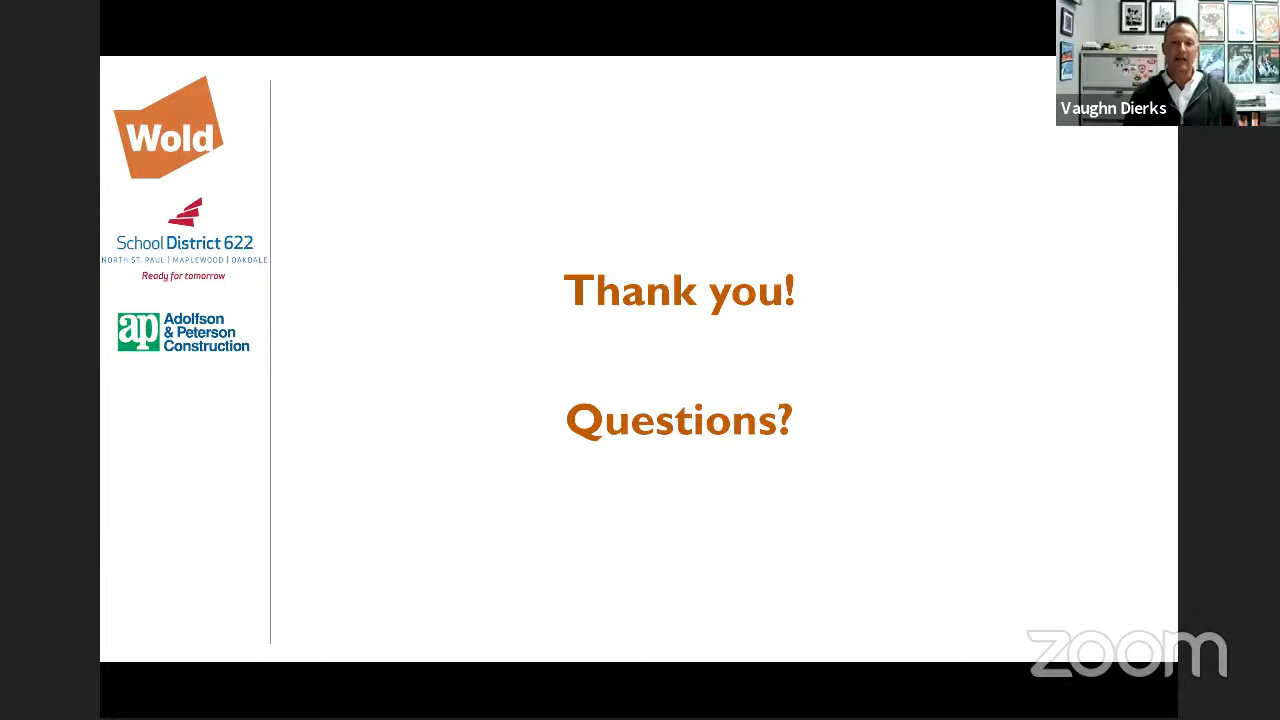 Wold
School District 622
NORTH ST. PAUL | MAPLEWOOD | OAKDALE
Ready for tomorrow
ap
Adolfson
& Peterson
Construction
Thank you!
Questions?
Vaughn Dierks
zoom